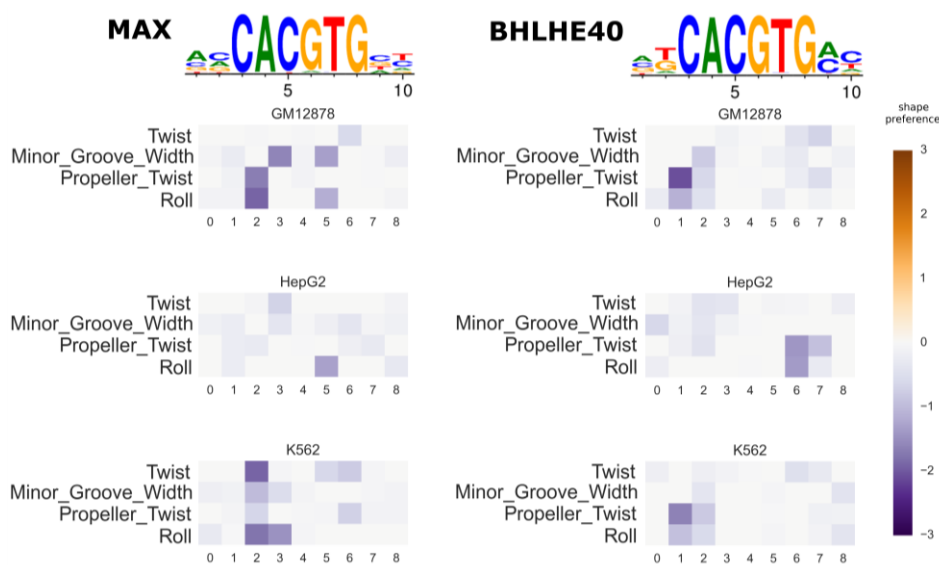 MAX
CACGTG
5
10
GM12878
Twist
Minor_Groove_Width
Propeller_Twist
Roll
0 1 2 3 4 5 6 7 8
HepG2
Twist
Minor_Groove_Width
Propeller_Twist
Roll
0 1 2 3 4 5 6 7 8
K562
Twist
Minor_Groove_Width
Propeller_Twist
Roll
0 1 2 3 4 5 6 7 8
BHLHE40
CACGTG
5
10
GM12878
Twist
Minor_Groove_Width
Propeller_Twist
Roll
0 1 2 3 4 5 6 7 8
HepG2
Twist
Minor_Groove_Width
Propeller_Twist
Roll
0 1 2 3 4 5 6 7 8
K562
Twist
Minor_Groove_Width
Propeller_Twist
Roll
0 1 2 3 4 5 6 7 8
shape
preference
3
2
1
0
−1
−2
−3